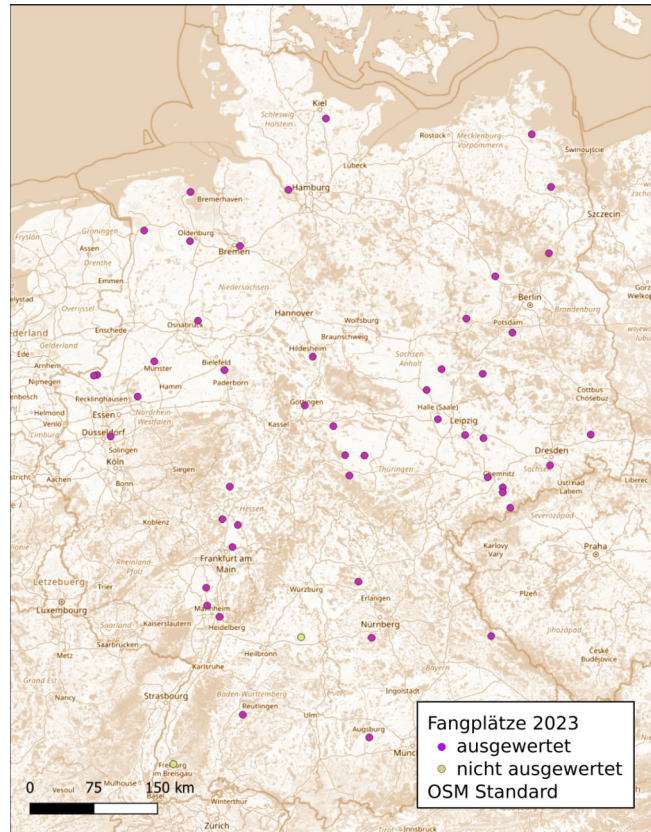 Kiel
Schleswig
Holstein
Rostock
Mecklenburg
Vorpommern
Świnoujście
Lübeck
Hamburg
Bremerhaven
Szczecin
Groningen
Fryslân
Assen
Drenthe
Oldenburg
Bremen
Emmen
Niedersachsen
Berlin
Brandenburg
Overijssel
Hannover
Wolfsburg
Potsdam
Enschede
Osnabrück
Braunschweig
Gelderland
Ede
Hildesheim
Sachsen
Anhalt
Arnhem
Münster
Bielefeld
Nijmegen
Hamm
Paderborn
Cottbus
Chóśebuz
Recklinghausen
Göttingen
Halle (Saale)
Helmond
Essen
Nordrhein
Westfalen
Kassel
Leipzig
Venlo
Limburg
Düsseldorf
Solingen
Dresden
Köln
Thüringen
Chemnitz
Sachsen
Aachen
Siegen
Bonn
Ústí nad
Labem
Liberec
Hessen
Koblenz
Severozápad
Karlovy
Vary
Praha
Rheinland
Pfalz
Frankfurt am
Main
Trier
Lëtzebuerg
Würzburg
Plzeň
Luxembourg
Erlangen
Mannheim
Saarland
Kaiserslautern
Heidelberg
Nürnberg
Saarbrücken
Jihozápad
Metz
Heilbronn
České
Budějovice
Karlsruhe
Bayern
Grand Est
Nancy
Strasbourg
Baden-Württemberg
Ingolstadt
Reutlingen
Ulm
Augsburg
Freiburg
im Breisgau
Mulhouse
Vesoul
Basel
Winterthur
Zürich
Innsbruck
0 75 150 km
Fangplätze 2023
ausgewertet
nicht ausgewertet
OSM Standard